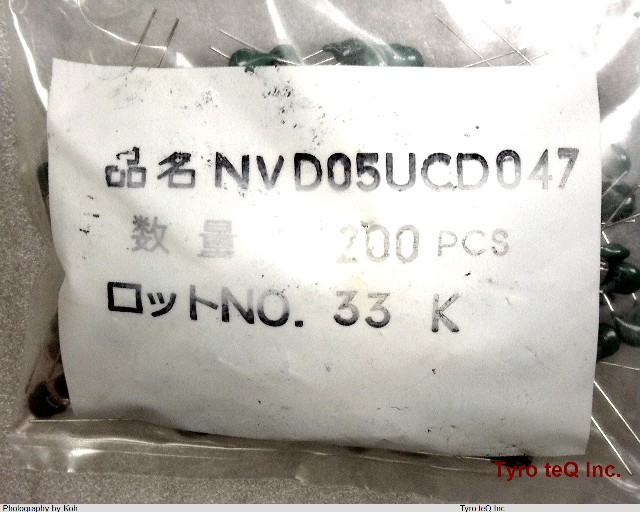 品名 NVD05UCD047
数量 200 PCS
ロットNO. 33 K
Tyro teQ Inc.
Photography by Koh
Tyro teQ Inc